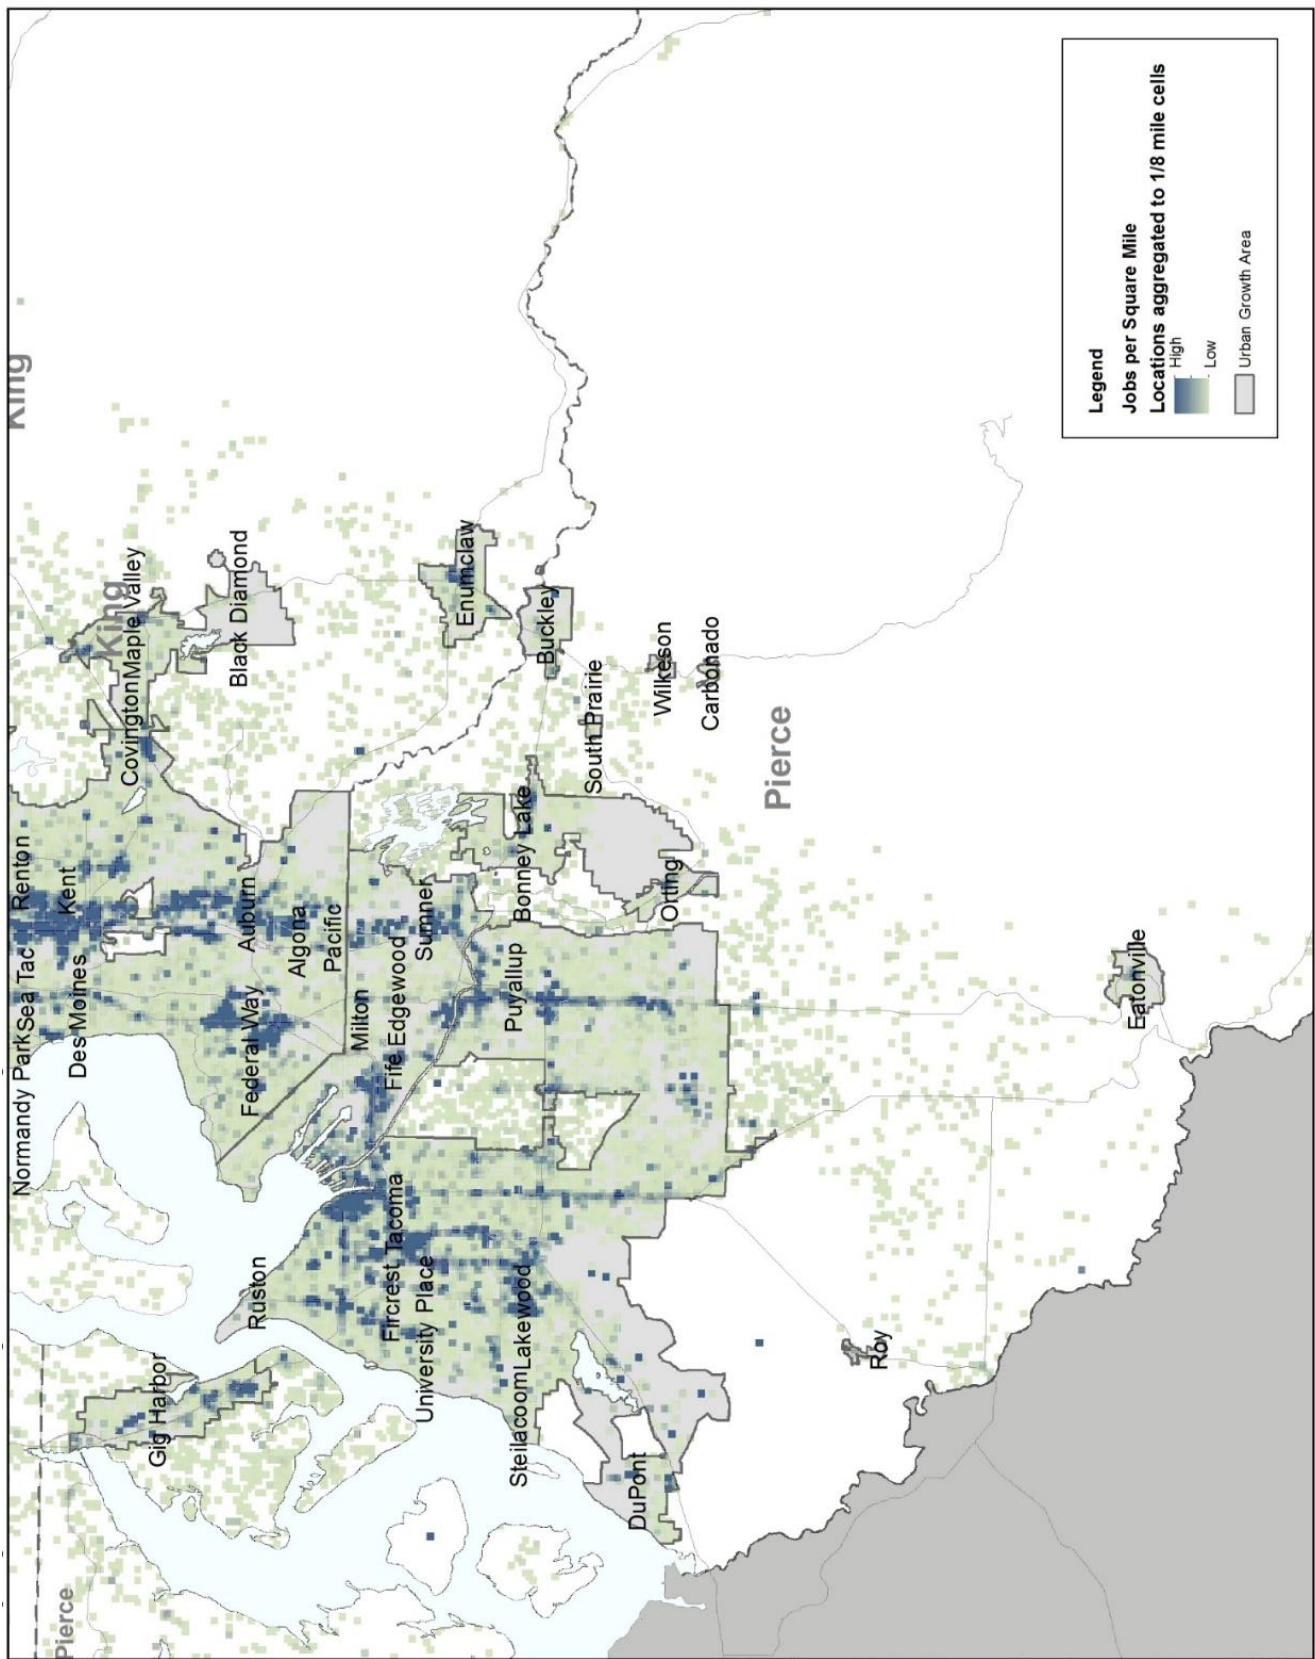 King
King
Renton
Kent
Normandy Park
Sea Tac
Des Moines
Covington
Maple Valley
Black Diamond
Auburn
Algona
Pacific
Federal Way
Milton
Fife
Edgewood
Sumner
Enumclaw
Buckley
Bonney Lake
South Prairie
Wilkeson
Carbonado
Orting
Puyallup
Pierce
Ruston
Tacoma
Fircrest
University Place
Gig Harbor
Steilacoom
Lakewood
DuPont
Roy
Eatonville
Pierce
Legend
Jobs per Square Mile
Locations aggregated to 1/8 mile cells
High
Low
Urban Growth Area